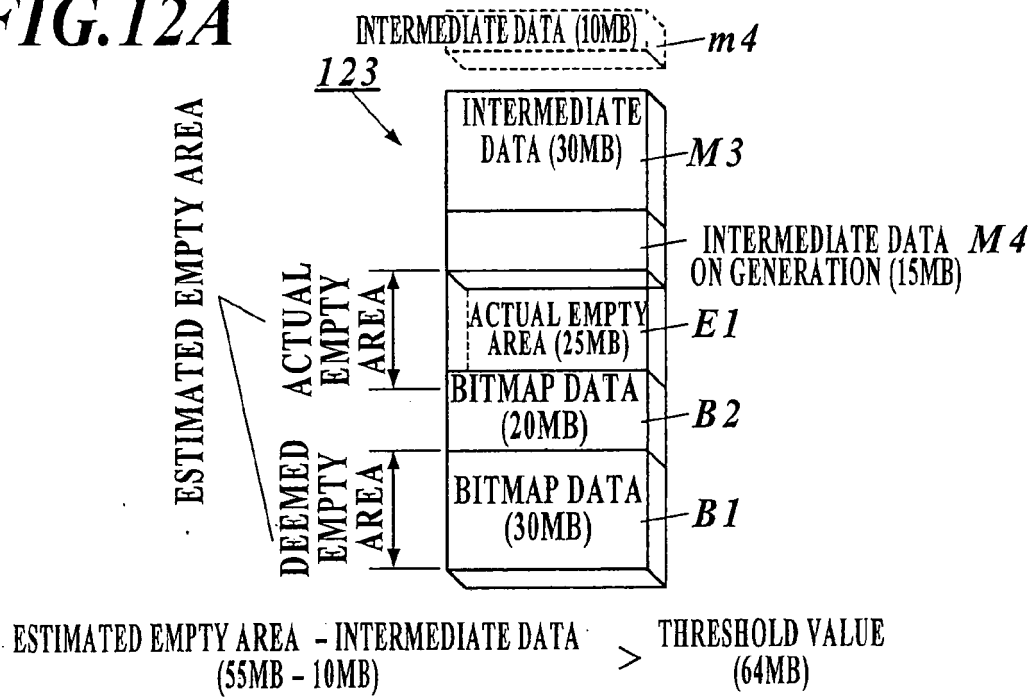 FIG.12A
INTERMEDIATE DATA (10MB)
m4
123
INTERMEDIATE
DATA (30MB)
M3
INTERMEDIATE DATA M4
ON GENERATION (15MB)
ESTIMATED EMPTY AREA
ACTUAL
EMPTY
AREA
ACTUAL EMPTY
AREA (25MB)
E1
BITMAP DATA
(20MB)
B2
DEEMED
EMPTY
AREA
BITMAP DATA
(30MB)
B1
ESTIMATED EMPTY AREA – INTERMEDIATE DATA > THRESHOLD VALUE
(55MB – 10MB) (64MB)